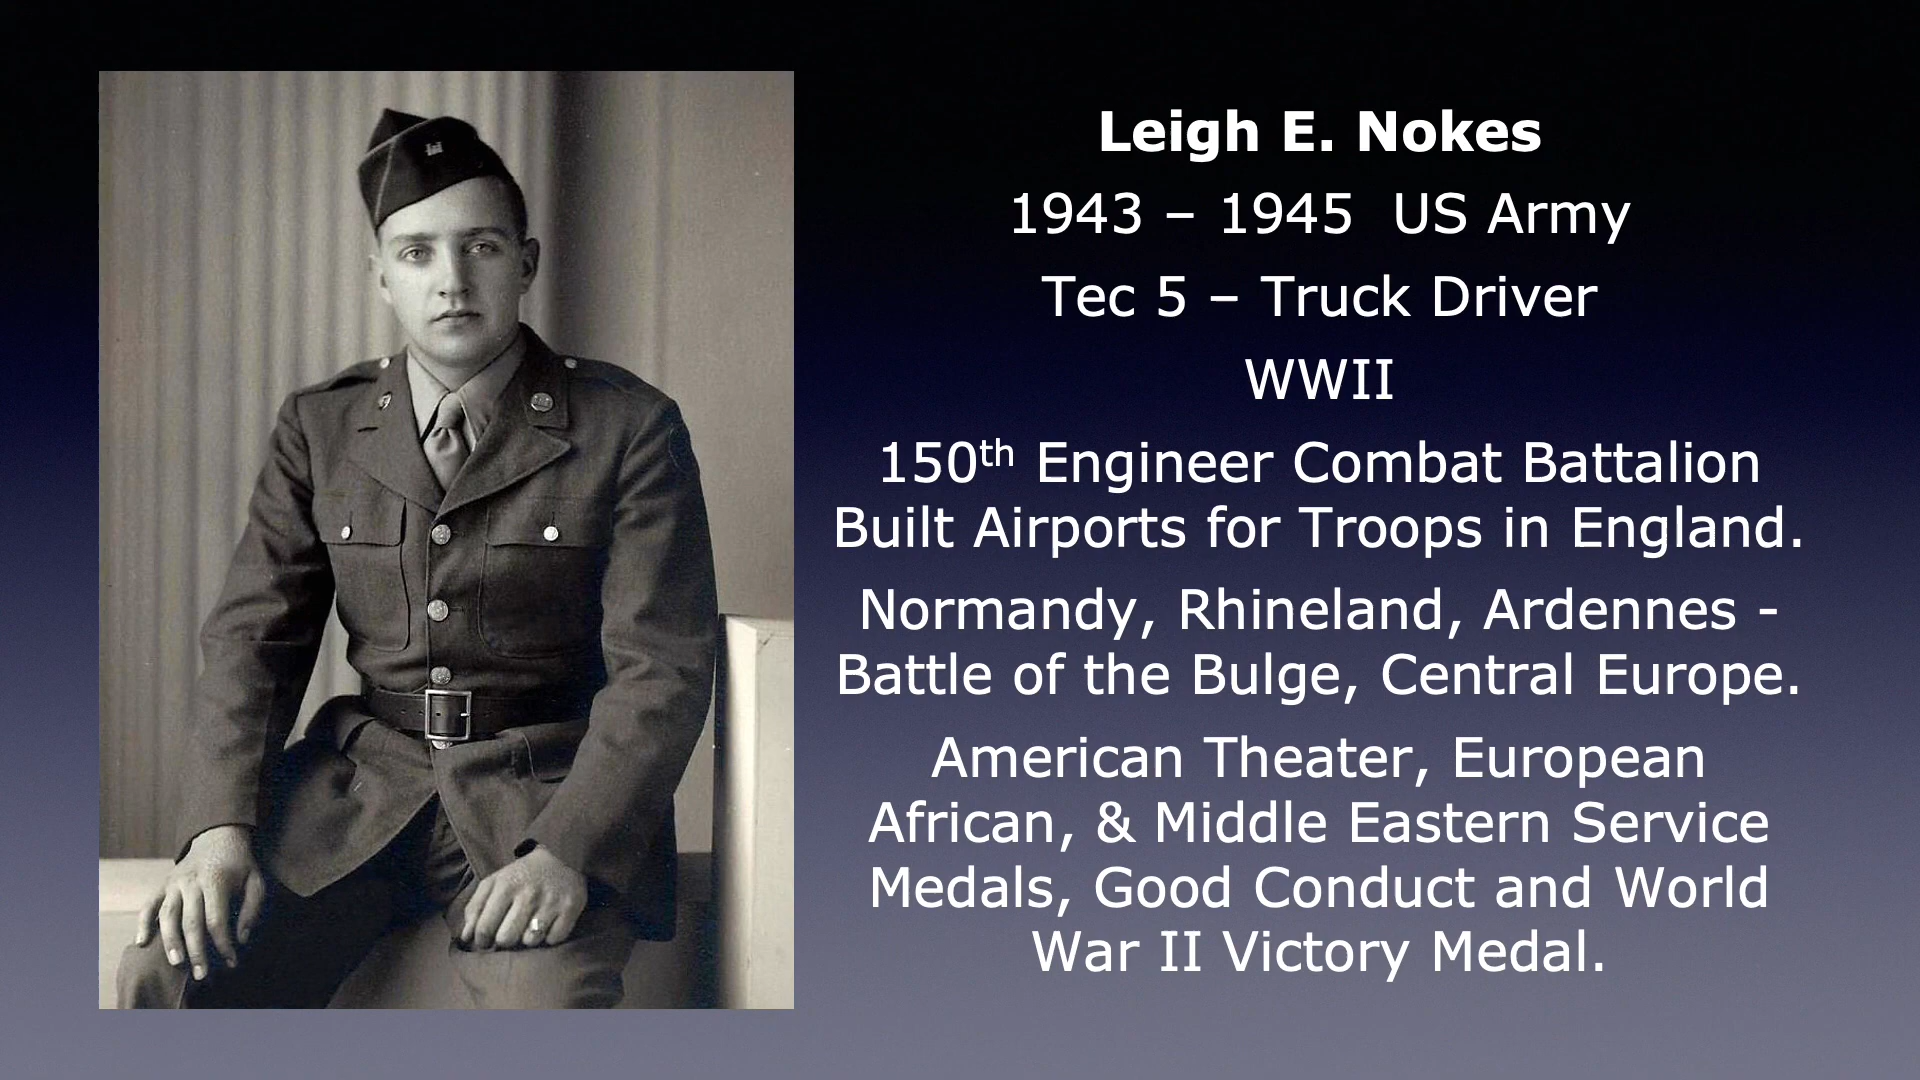 Leigh E. Nokes
1943 – 1945  US Army
Tec 5 – Truck Driver
WWII
150th Engineer Combat Battalion
Built Airports for Troops in England.
Normandy, Rhineland, Ardennes -
Battle of the Bulge, Central Europe.
American Theater, European
African, & Middle Eastern Service
Medals, Good Conduct and World
War II Victory Medal.